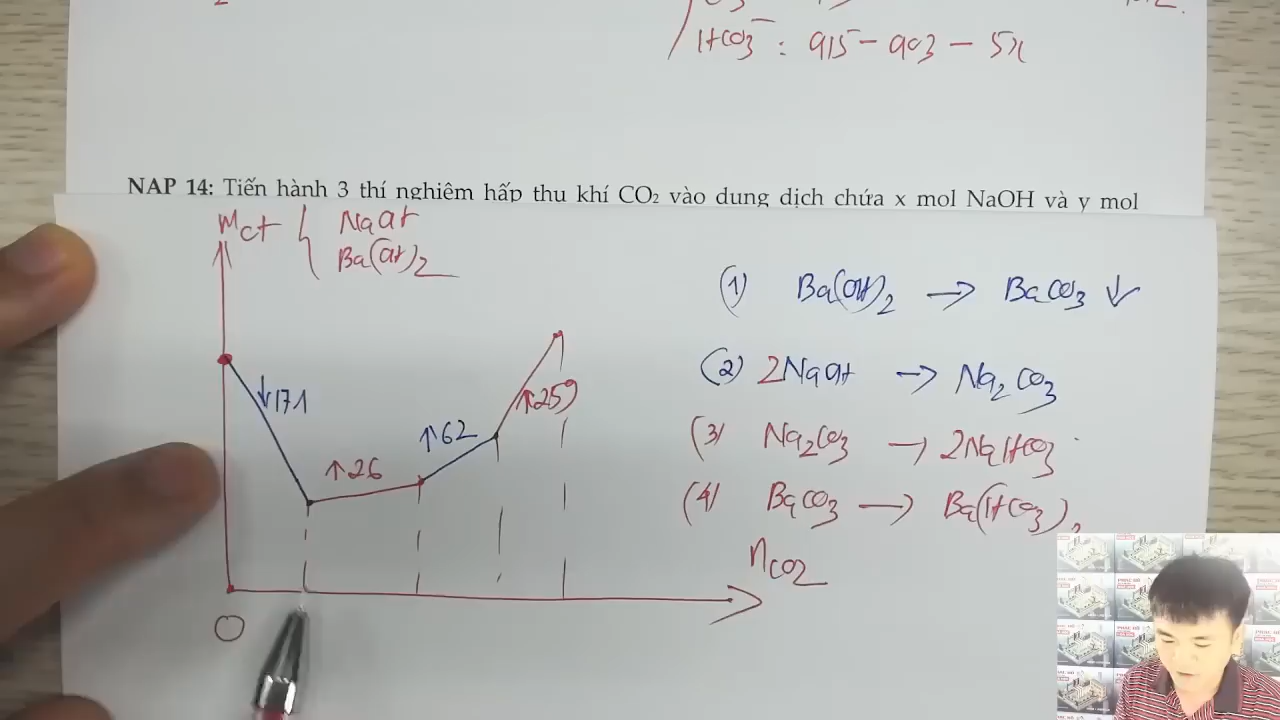 HCO3⁻ : 0,15 - 0,03 - 5x
NAP 14: Tiến hành 3 thí nghiệm hấp thu khí CO2 vào dung dịch chứa x mol NaOH và y mol
mct { NaOH
Ba(OH)2
(1) Ba(OH)2 → BaCO3 ↓
(2) 2NaOH → Na2CO3
(3) Na2CO3 → 2NaHCO3
(4) BaCO3 → Ba(HCO3)2
↓171
↑26
↑62
↑259
nCO2
O